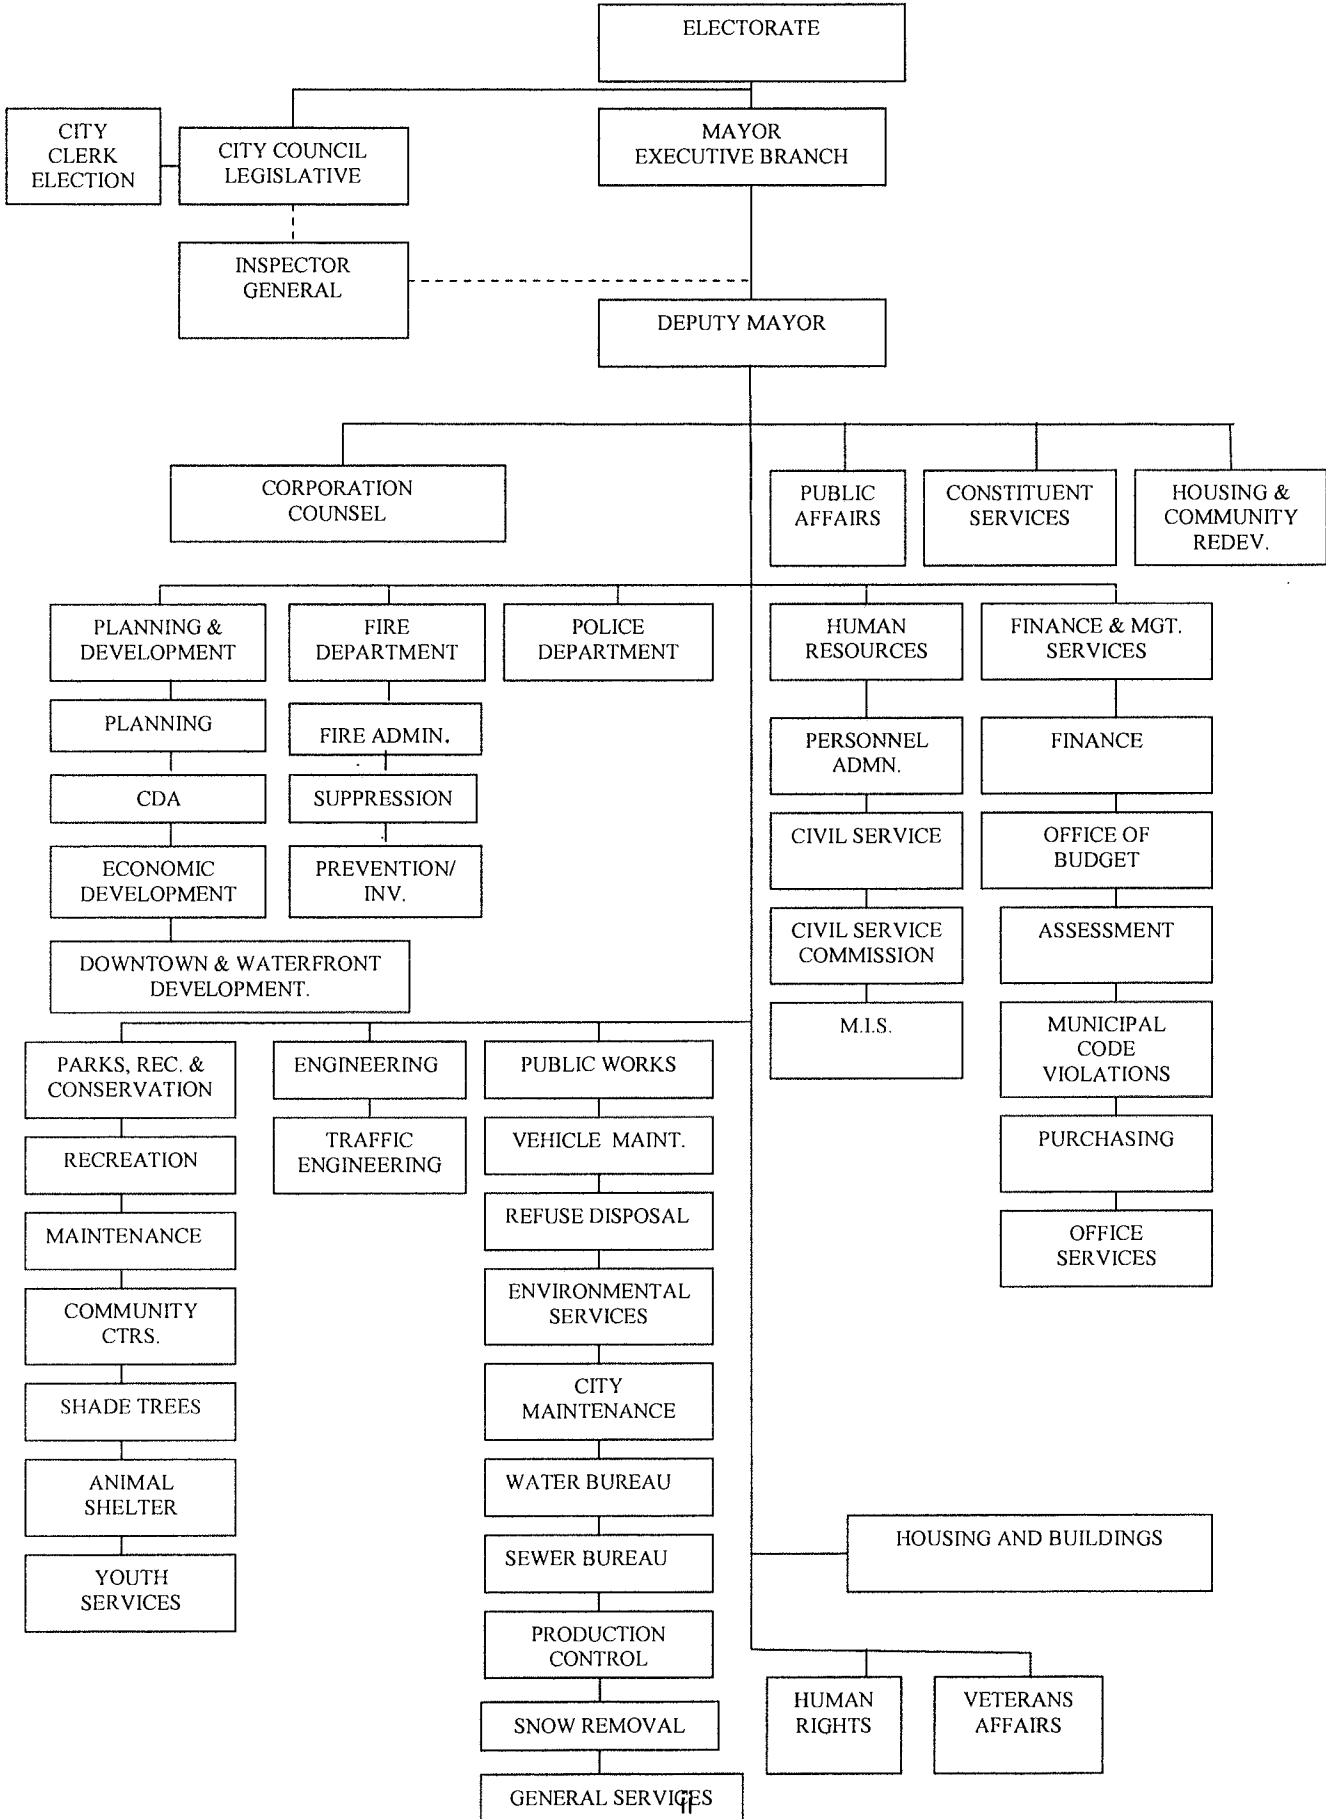 ELECTORATE
CITY
CLERK
ELECTION
CITY COUNCIL
LEGISLATIVE
MAYOR
EXECUTIVE BRANCH
INSPECTOR
GENERAL
DEPUTY MAYOR
CORPORATION
COUNSEL
PUBLIC
AFFAIRS
CONSTITUENT
SERVICES
HOUSING &
COMMUNITY
REDEV.
PLANNING &
DEVELOPMENT
FIRE
DEPARTMENT
POLICE
DEPARTMENT
HUMAN
RESOURCES
FINANCE & MGT.
SERVICES
PLANNING
CDA
ECONOMIC
DEVELOPMENT
DOWNTOWN & WATERFRONT
DEVELOPMENT.
FIRE ADMIN.
SUPPRESSION
PREVENTION/
INV.
PERSONNEL
ADMN.
CIVIL SERVICE
CIVIL SERVICE
COMMISSION
M.I.S.
FINANCE
OFFICE OF
BUDGET
ASSESSMENT
MUNICIPAL
CODE
VIOLATIONS
PURCHASING
OFFICE
SERVICES
PARKS, REC. &
CONSERVATION
RECREATION
MAINTENANCE
COMMUNITY
CTRS.
SHADE TREES
ANIMAL
SHELTER
YOUTH
SERVICES
ENGINEERING
TRAFFIC
ENGINEERING
PUBLIC WORKS
VEHICLE MAINT.
REFUSE DISPOSAL
ENVIRONMENTAL
SERVICES
CITY
MAINTENANCE
WATER BUREAU
SEWER BUREAU
PRODUCTION
CONTROL
SNOW REMOVAL
GENERAL SERVICES
HOUSING AND BUILDINGS
HUMAN
RIGHTS
VETERANS
AFFAIRS
ii